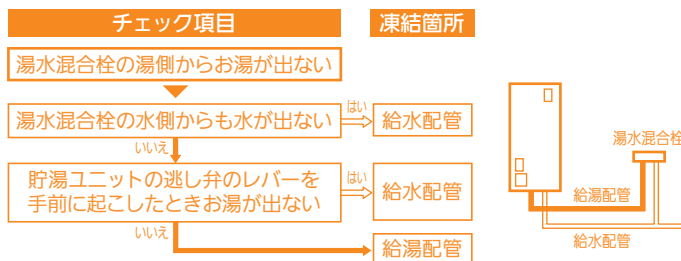 チェック項目
凍結箇所
湯水混合栓の湯側からお湯が出ない
湯水混合栓の水側からも水が出ない
はい
給水配管
いいえ
貯湯ユニットの逃し弁のレバーを
手前に起こしたときお湯が出ない
はい
給水配管
いいえ
給湯配管
湯水混合栓
給湯配管
給水配管